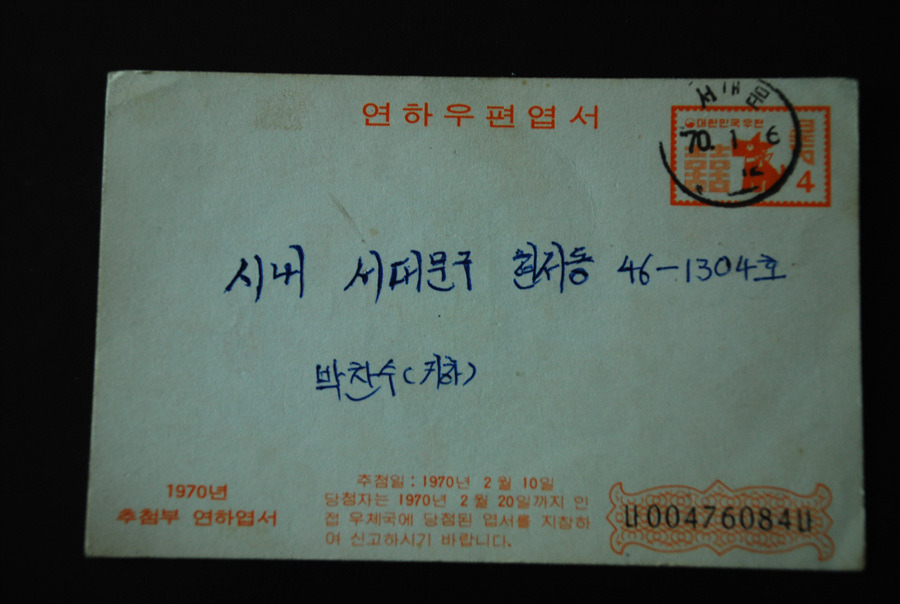 연하우편엽서
대한민국우편
70. 1. 6
4
시내 서대문구 현저동 46-1304호
박찬수(귀하)
1970년
추첨부 연하엽서
추첨일 : 1970년 2월 10일
당첨자는 1970년 2월 20일까지 인
접 우체국에 당첨된 엽서를 지참하
여 신고하시기 바랍니다.
U00476084U